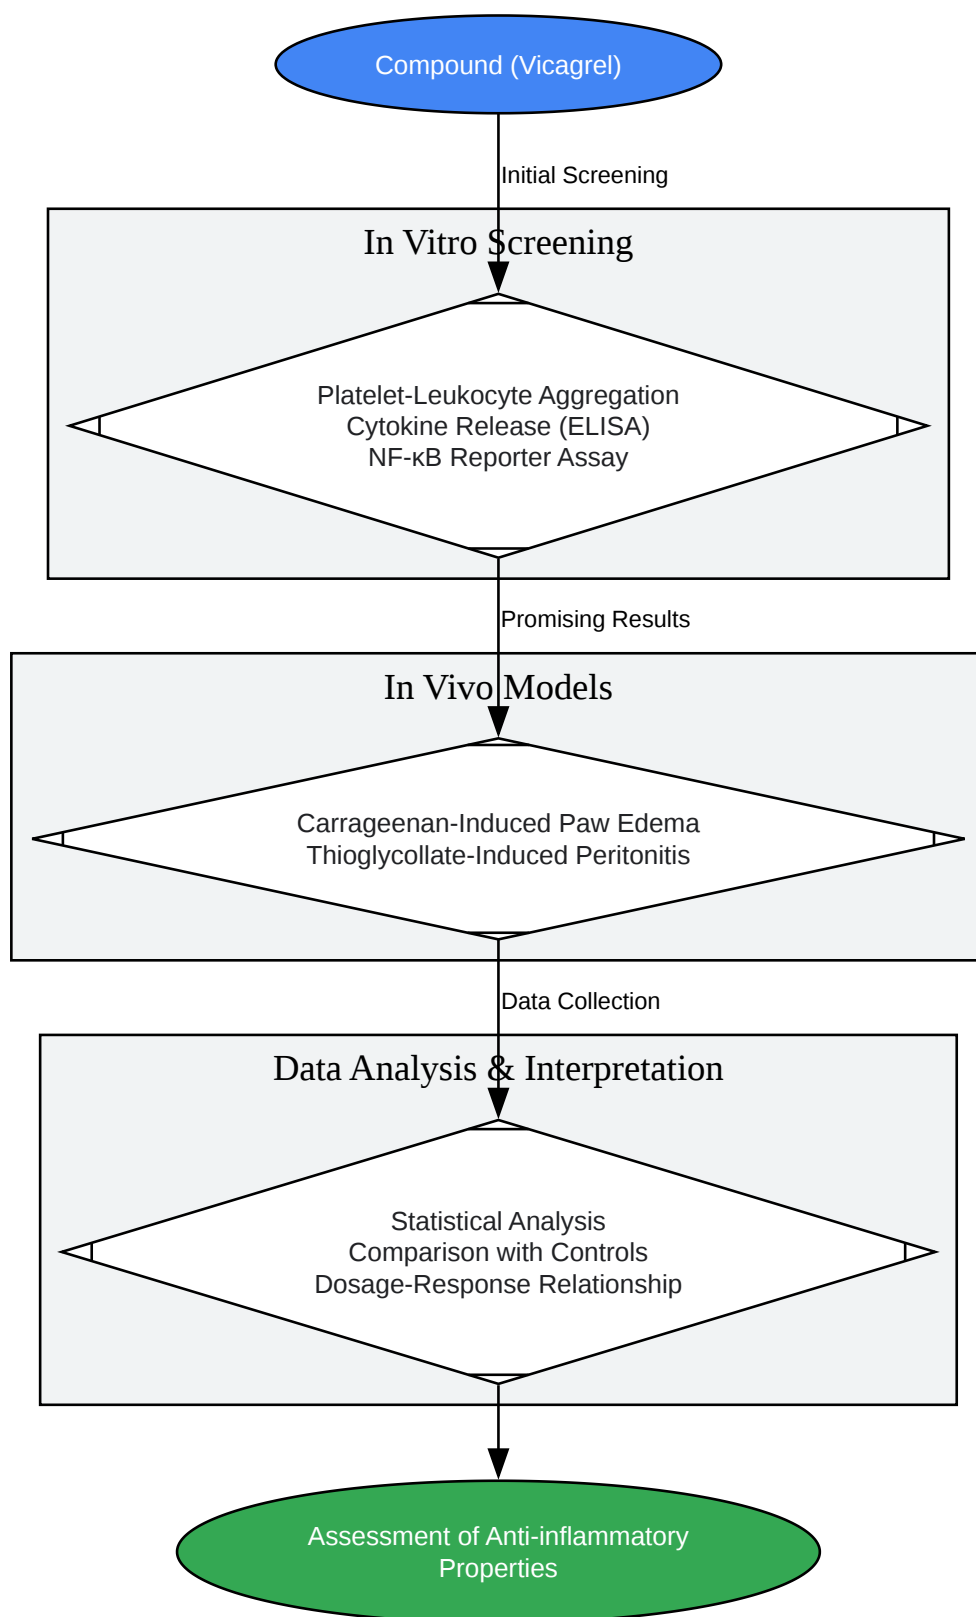 Compound (Vicagrel)
Initial Screening
In Vitro Screening
Platelet-Leukocyte Aggregation
Cytokine Release (ELISA)
NF-κB Reporter Assay
Promising Results
In Vivo Models
Carrageenan-Induced Paw Edema
Thioglycollate-Induced Peritonitis
Data Collection
Data Analysis & Interpretation
Statistical Analysis
Comparison with Controls
Dosage-Response Relationship
Assessment of Anti-inflammatory
Properties